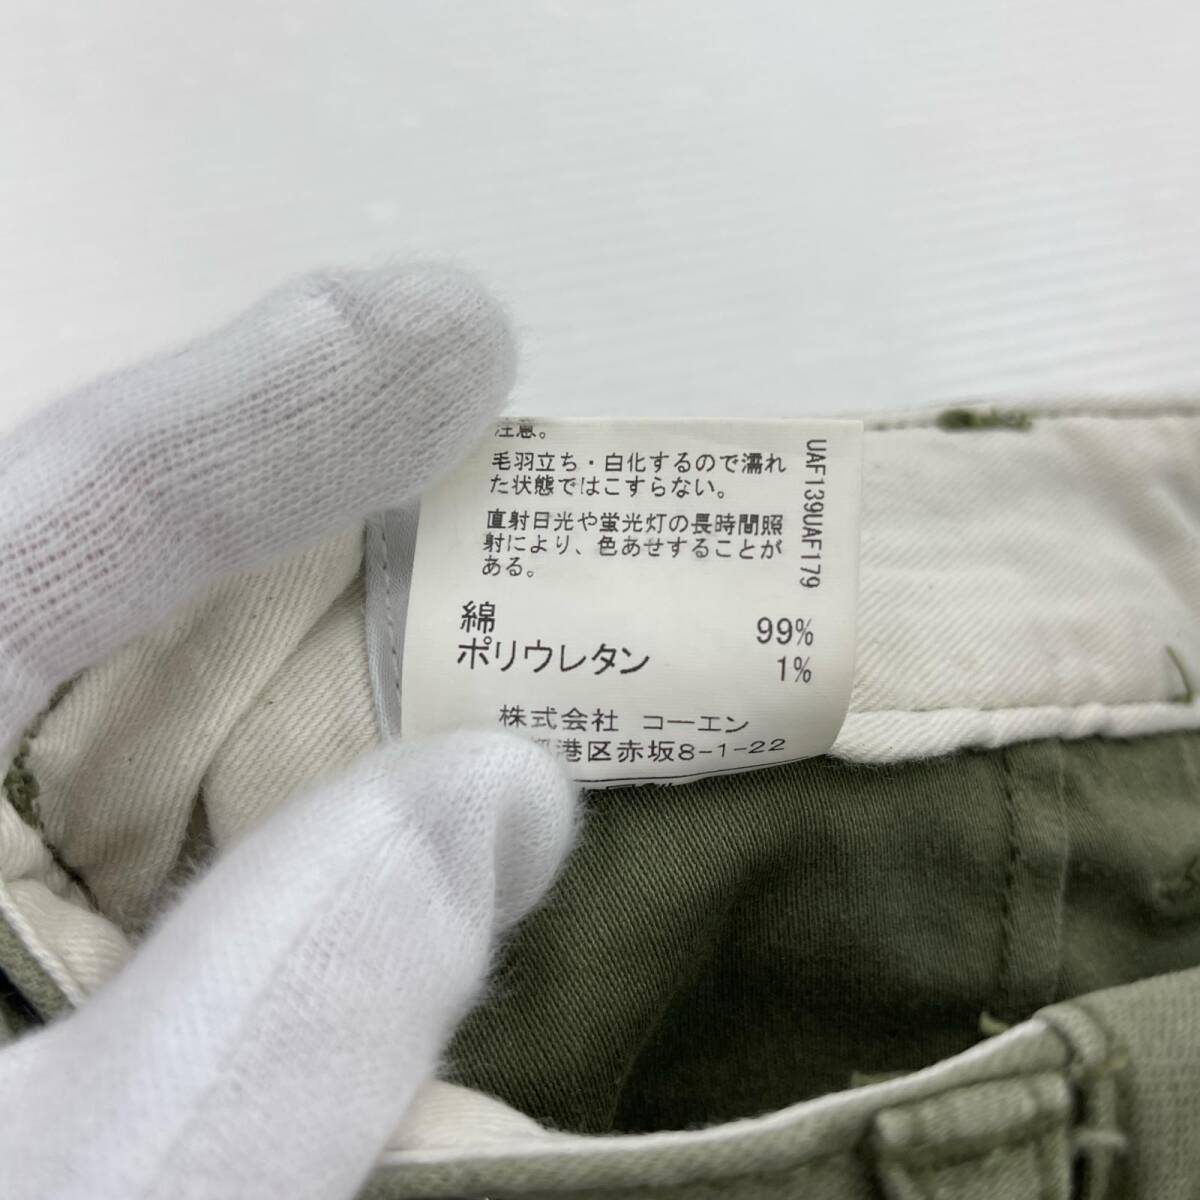 注意。
毛羽立ち・白化するので濡れ
た状態ではこすらない。
直射日光や蛍光灯の長時間照
射により、色あせすることが
ある。
綿 99%
ポリウレタン 1%
株式会社 コーエン
港区赤坂8-1-22
UAF139UAF179